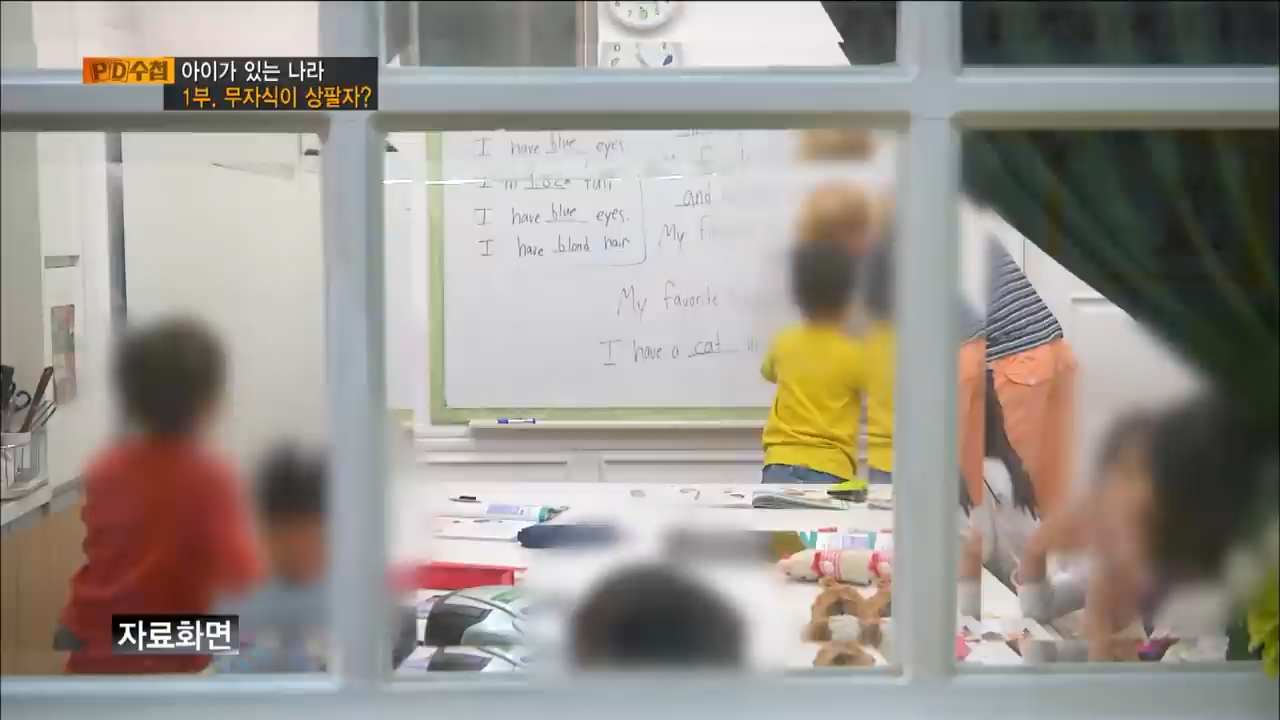 PD수첩 아이가 있는 나라
1부. 무자식이 상팔자?
I have blue eyes
I have blue eyes.
I have blond hair
and
My
My favorite
I have a cat
자료화면